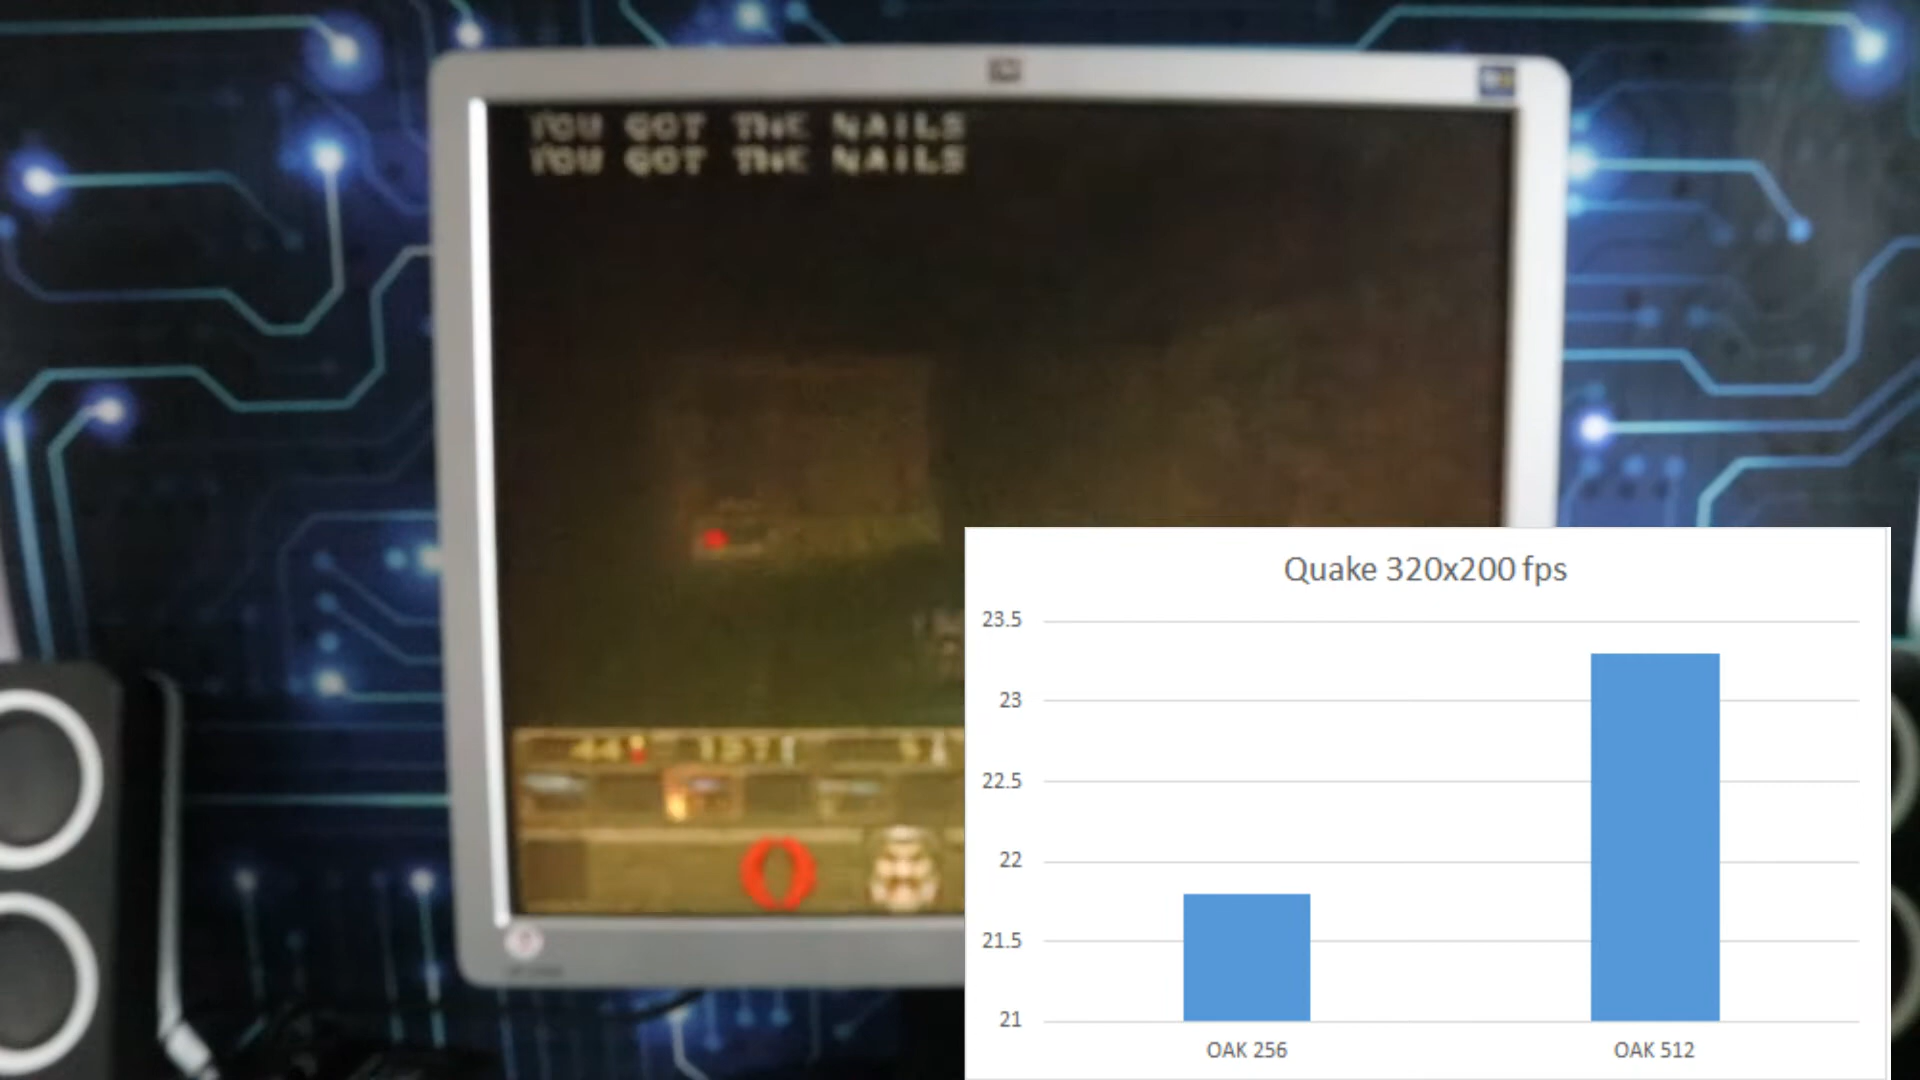 YOU GOT THE NAILS
YOU GOT THE NAILS
Quake 320x200 fps
23.5
23
22.5
22
21.5
21
OAK 256
OAK 512